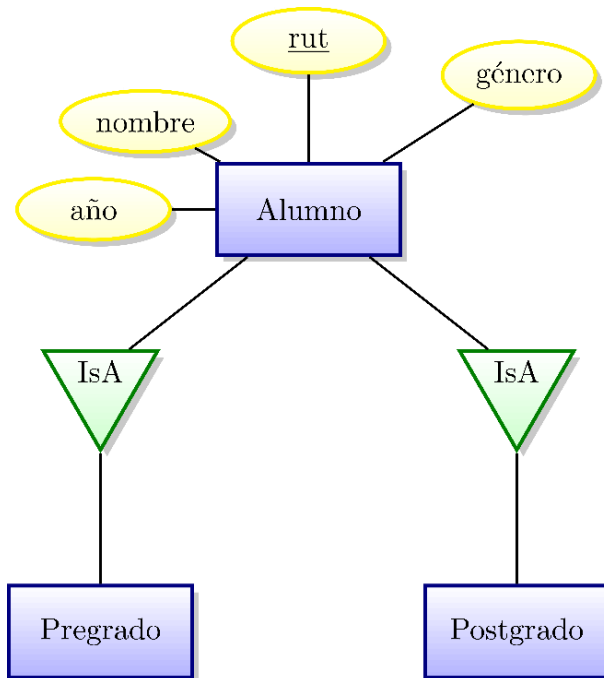 rut
género
nombre
año
Alumno
IsA
IsA
Pregrado
Postgrado